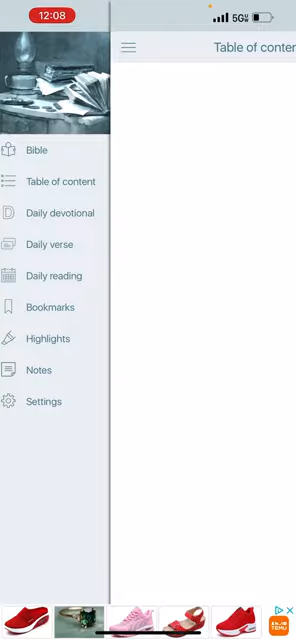 12:08
5G
Table of conten
Bible
Table of content
Daily devotional
Daily verse
Daily reading
Bookmarks
Highlights
Notes
Settings
TEMU